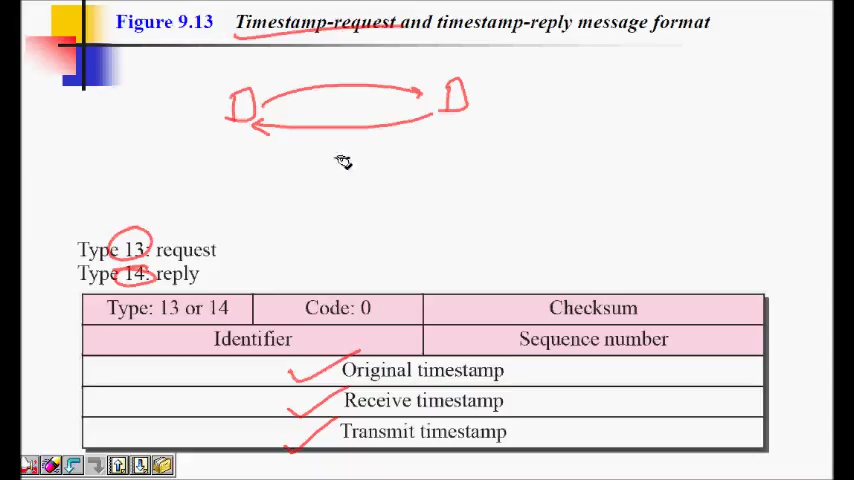 Figure 9.13 Timestamp-request and timestamp-reply message format
D D
Type 13: request
Type 14: reply
Type: 13 or 14 Code: 0 Checksum
Identifier Sequence number
Original timestamp
Receive timestamp
Transmit timestamp